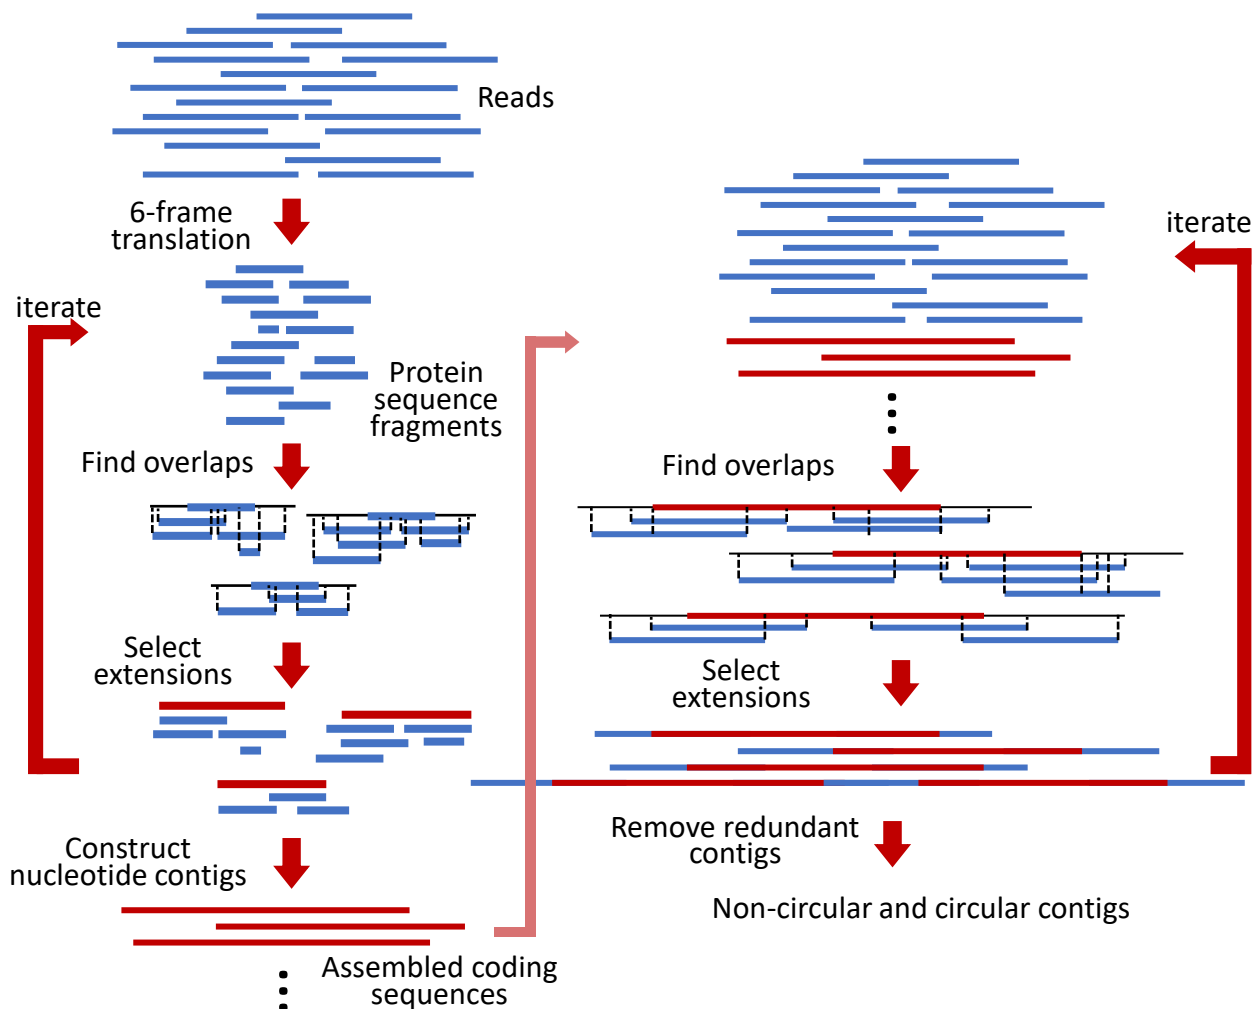 Reads
6-frame
translation
iterate
Protein
sequence
fragments
Find overlaps
Select
extensions
Construct
nucleotide contigs
Assembled coding
sequences
iterate
Find overlaps
Select
extensions
Remove redundant
contigs
Non-circular and circular contigs